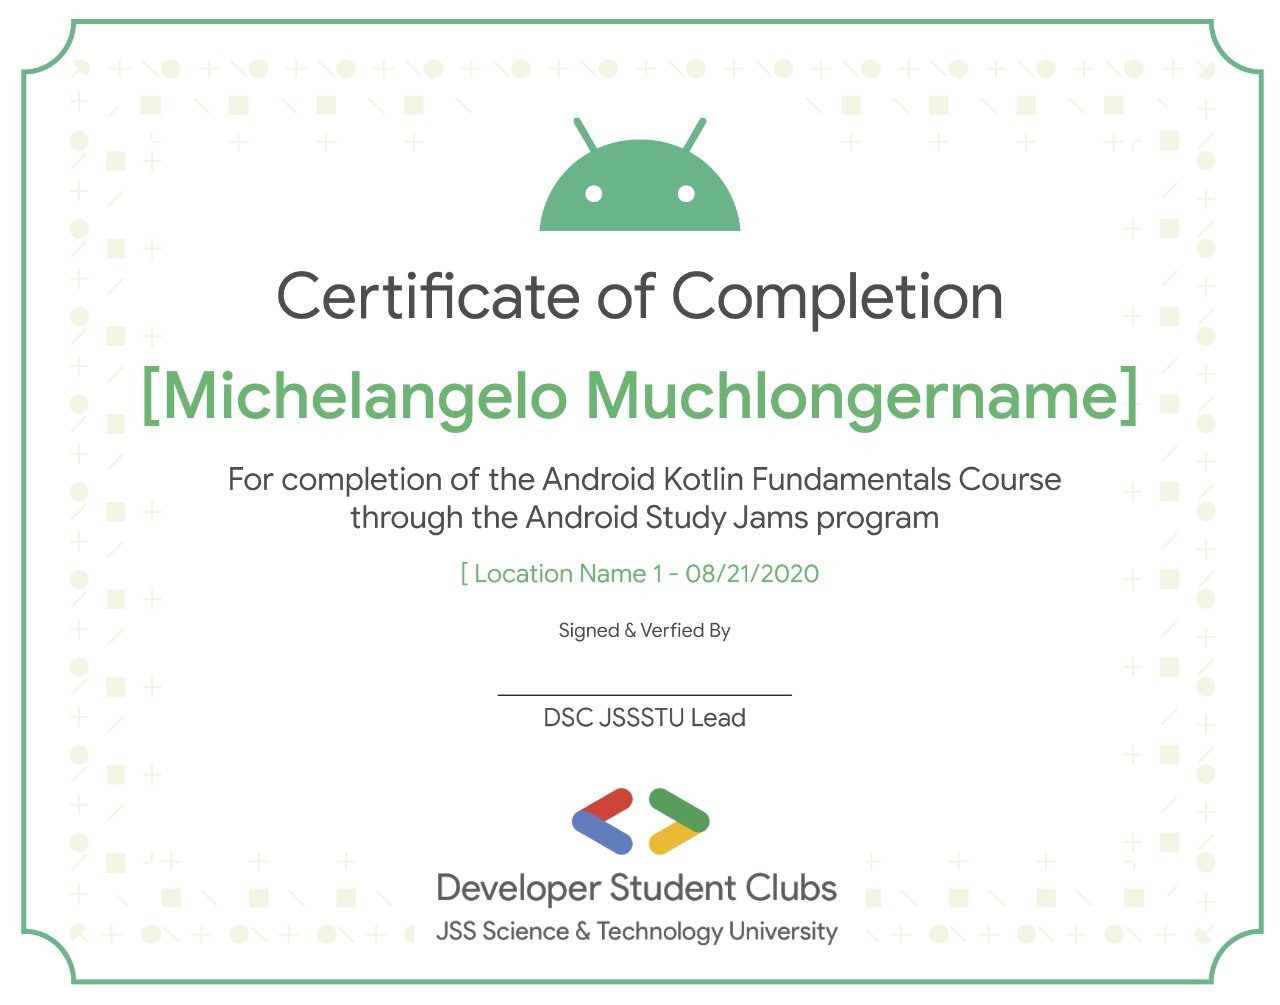 Certificate of Completion
[Michelangelo Muchlongername]
For completion of the Android Kotlin Fundamentals Course
through the Android Study Jams program
[ Location Name 1 - 08/21/2020
Signed & Verfied By
DSC JSSSTU Lead
Developer Student Clubs
JSS Science & Technology University